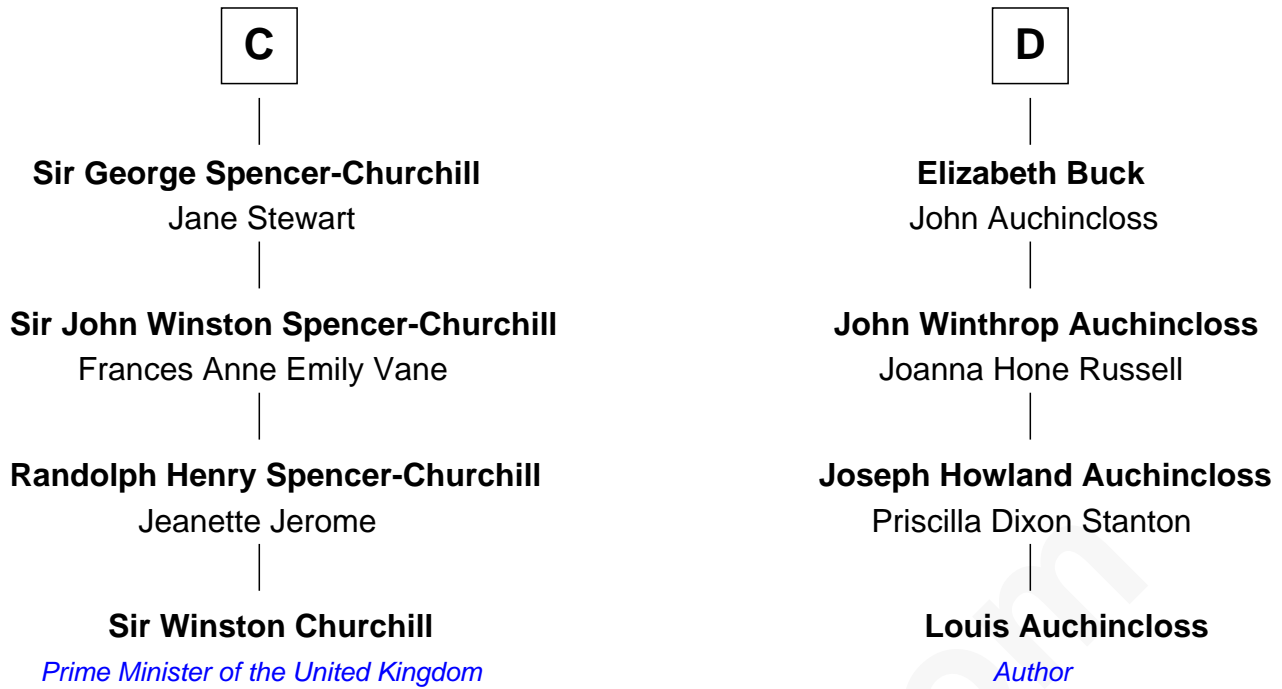 C
Sir George Spencer-Churchill
Jane Stewart
Sir John Winston Spencer-Churchill
Frances Anne Emily Vane
Randolph Henry Spencer-Churchill
Jeanette Jerome
Sir Winston Churchill
Prime Minister of the United Kingdom
D
Elizabeth Buck
John Auchincloss
John Winthrop Auchincloss
Joanna Hone Russell
Joseph Howland Auchincloss
Priscilla Dixon Stanton
Louis Auchincloss
Author